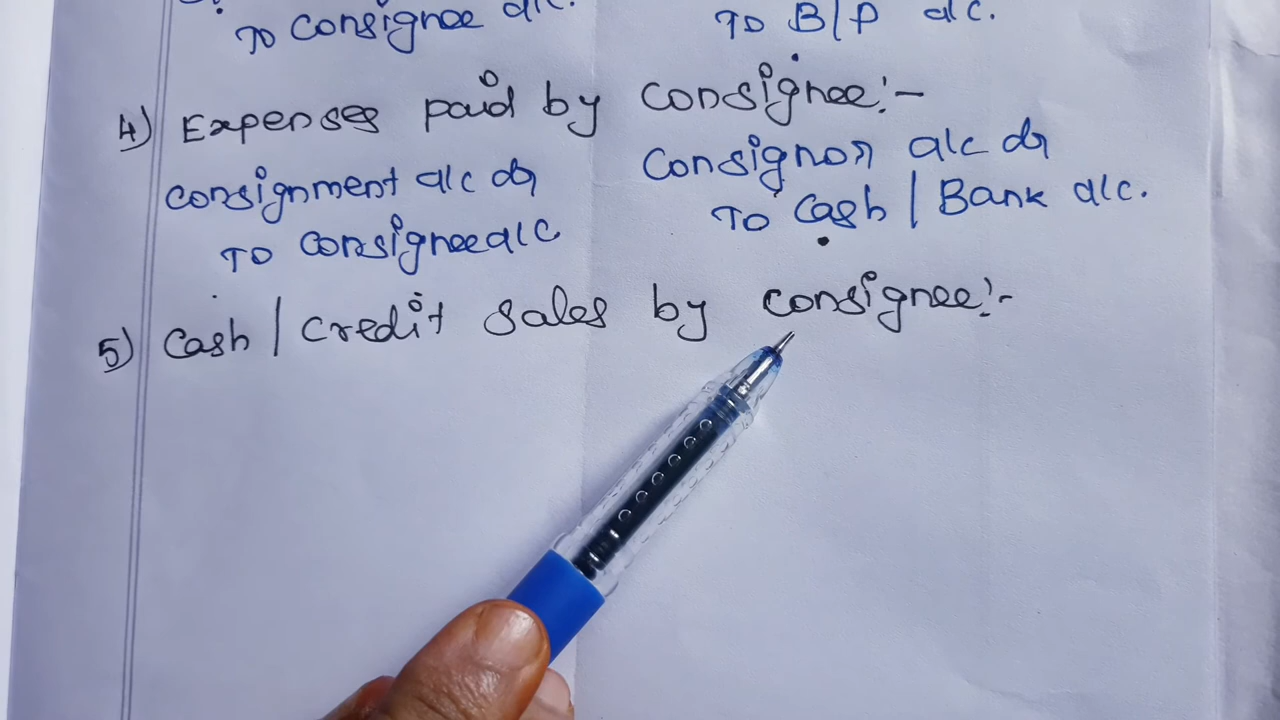 To Consignee a/c.
To B/P a/c.
4) Expenses paid by Consignee:-
Consignment a/c dr
To Consignee a/c
Consignor a/c dr
To Cash / Bank a/c.
5) Cash / Credit Sales by Consignee:-